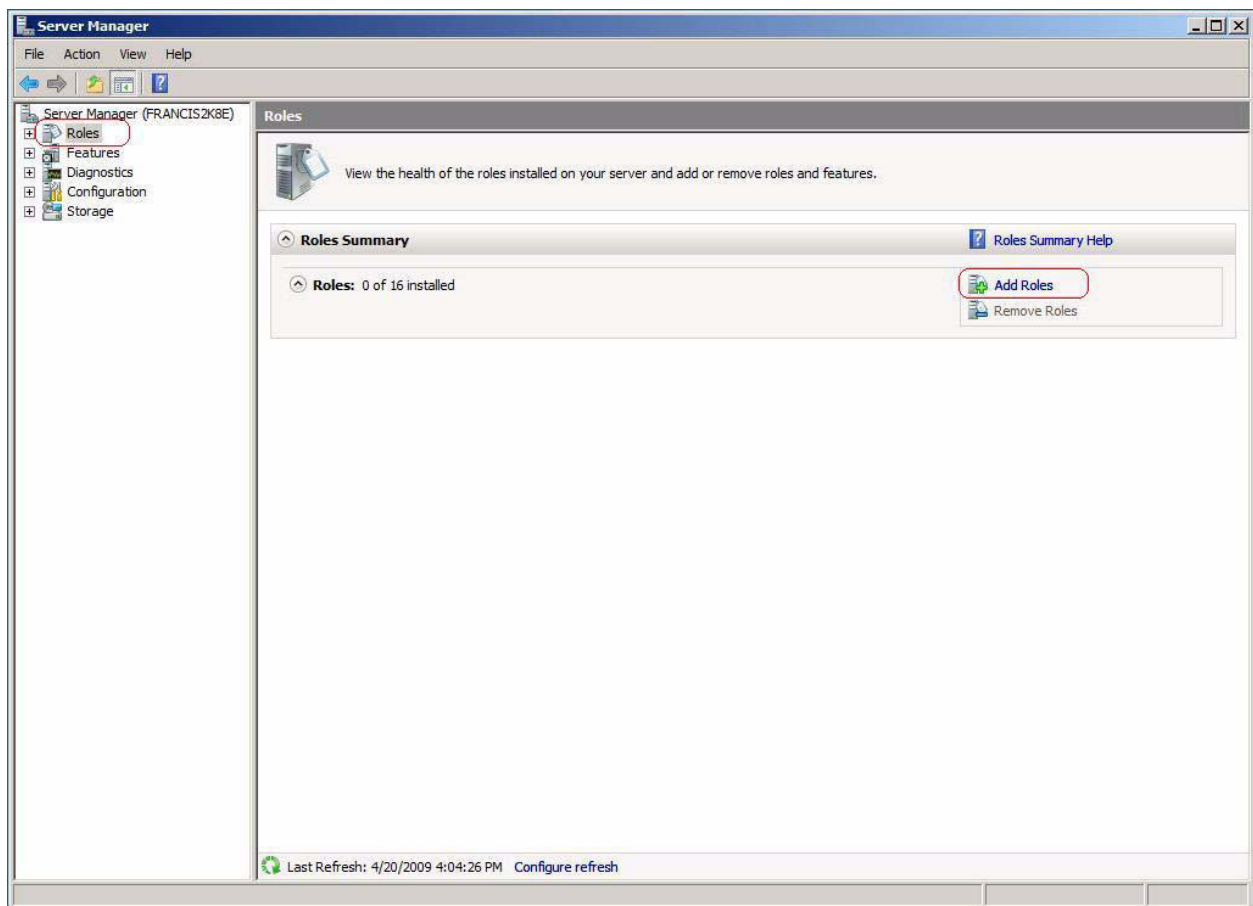 Server Manager
File Action View Help
Server Manager (FRANCIS2K8E)
Roles
Features
Diagnostics
Configuration
Storage
Roles
View the health of the roles installed on your server and add or remove roles and features.
Roles Summary
Roles Summary Help
Roles: 0 of 16 installed
Add Roles
Remove Roles
Last Refresh: 4/20/2009 4:04:26 PM Configure refresh